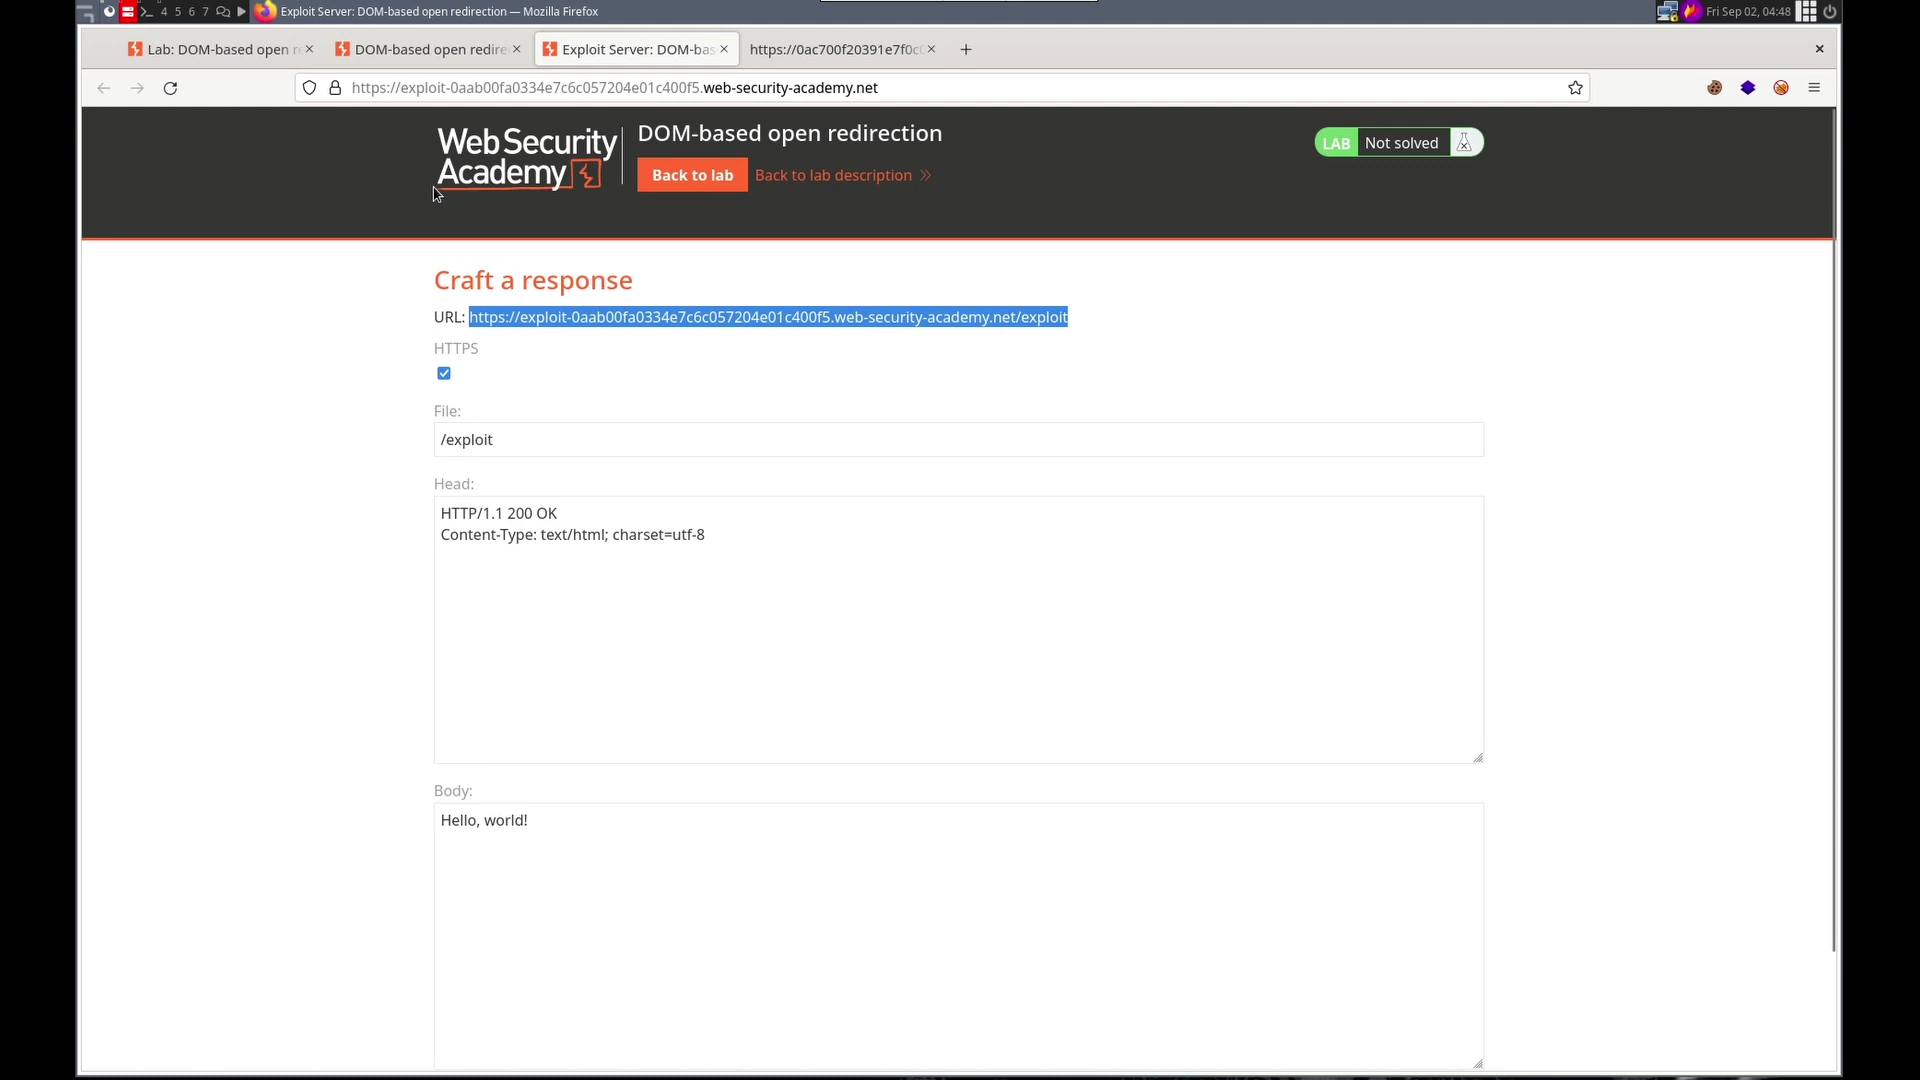 4 5 6 7 Exploit Server: DOM-based open redirection — Mozilla Firefox Fri Sep 02, 04:48
Lab: DOM-based open r DOM-based open redire Exploit Server: DOM-bas https://0ac700f20391e7f0c
https://exploit-0aab00fa0334e7c6c057204e01c400f5.web-security-academy.net
Web Security
Academy
DOM-based open redirection
Back to lab Back to lab description
LAB Not solved
Craft a response
URL: https://exploit-0aab00fa0334e7c6c057204e01c400f5.web-security-academy.net/exploit
HTTPS
File:
/exploit
Head:
HTTP/1.1 200 OK
Content-Type: text/html; charset=utf-8
Body:
Hello, world!